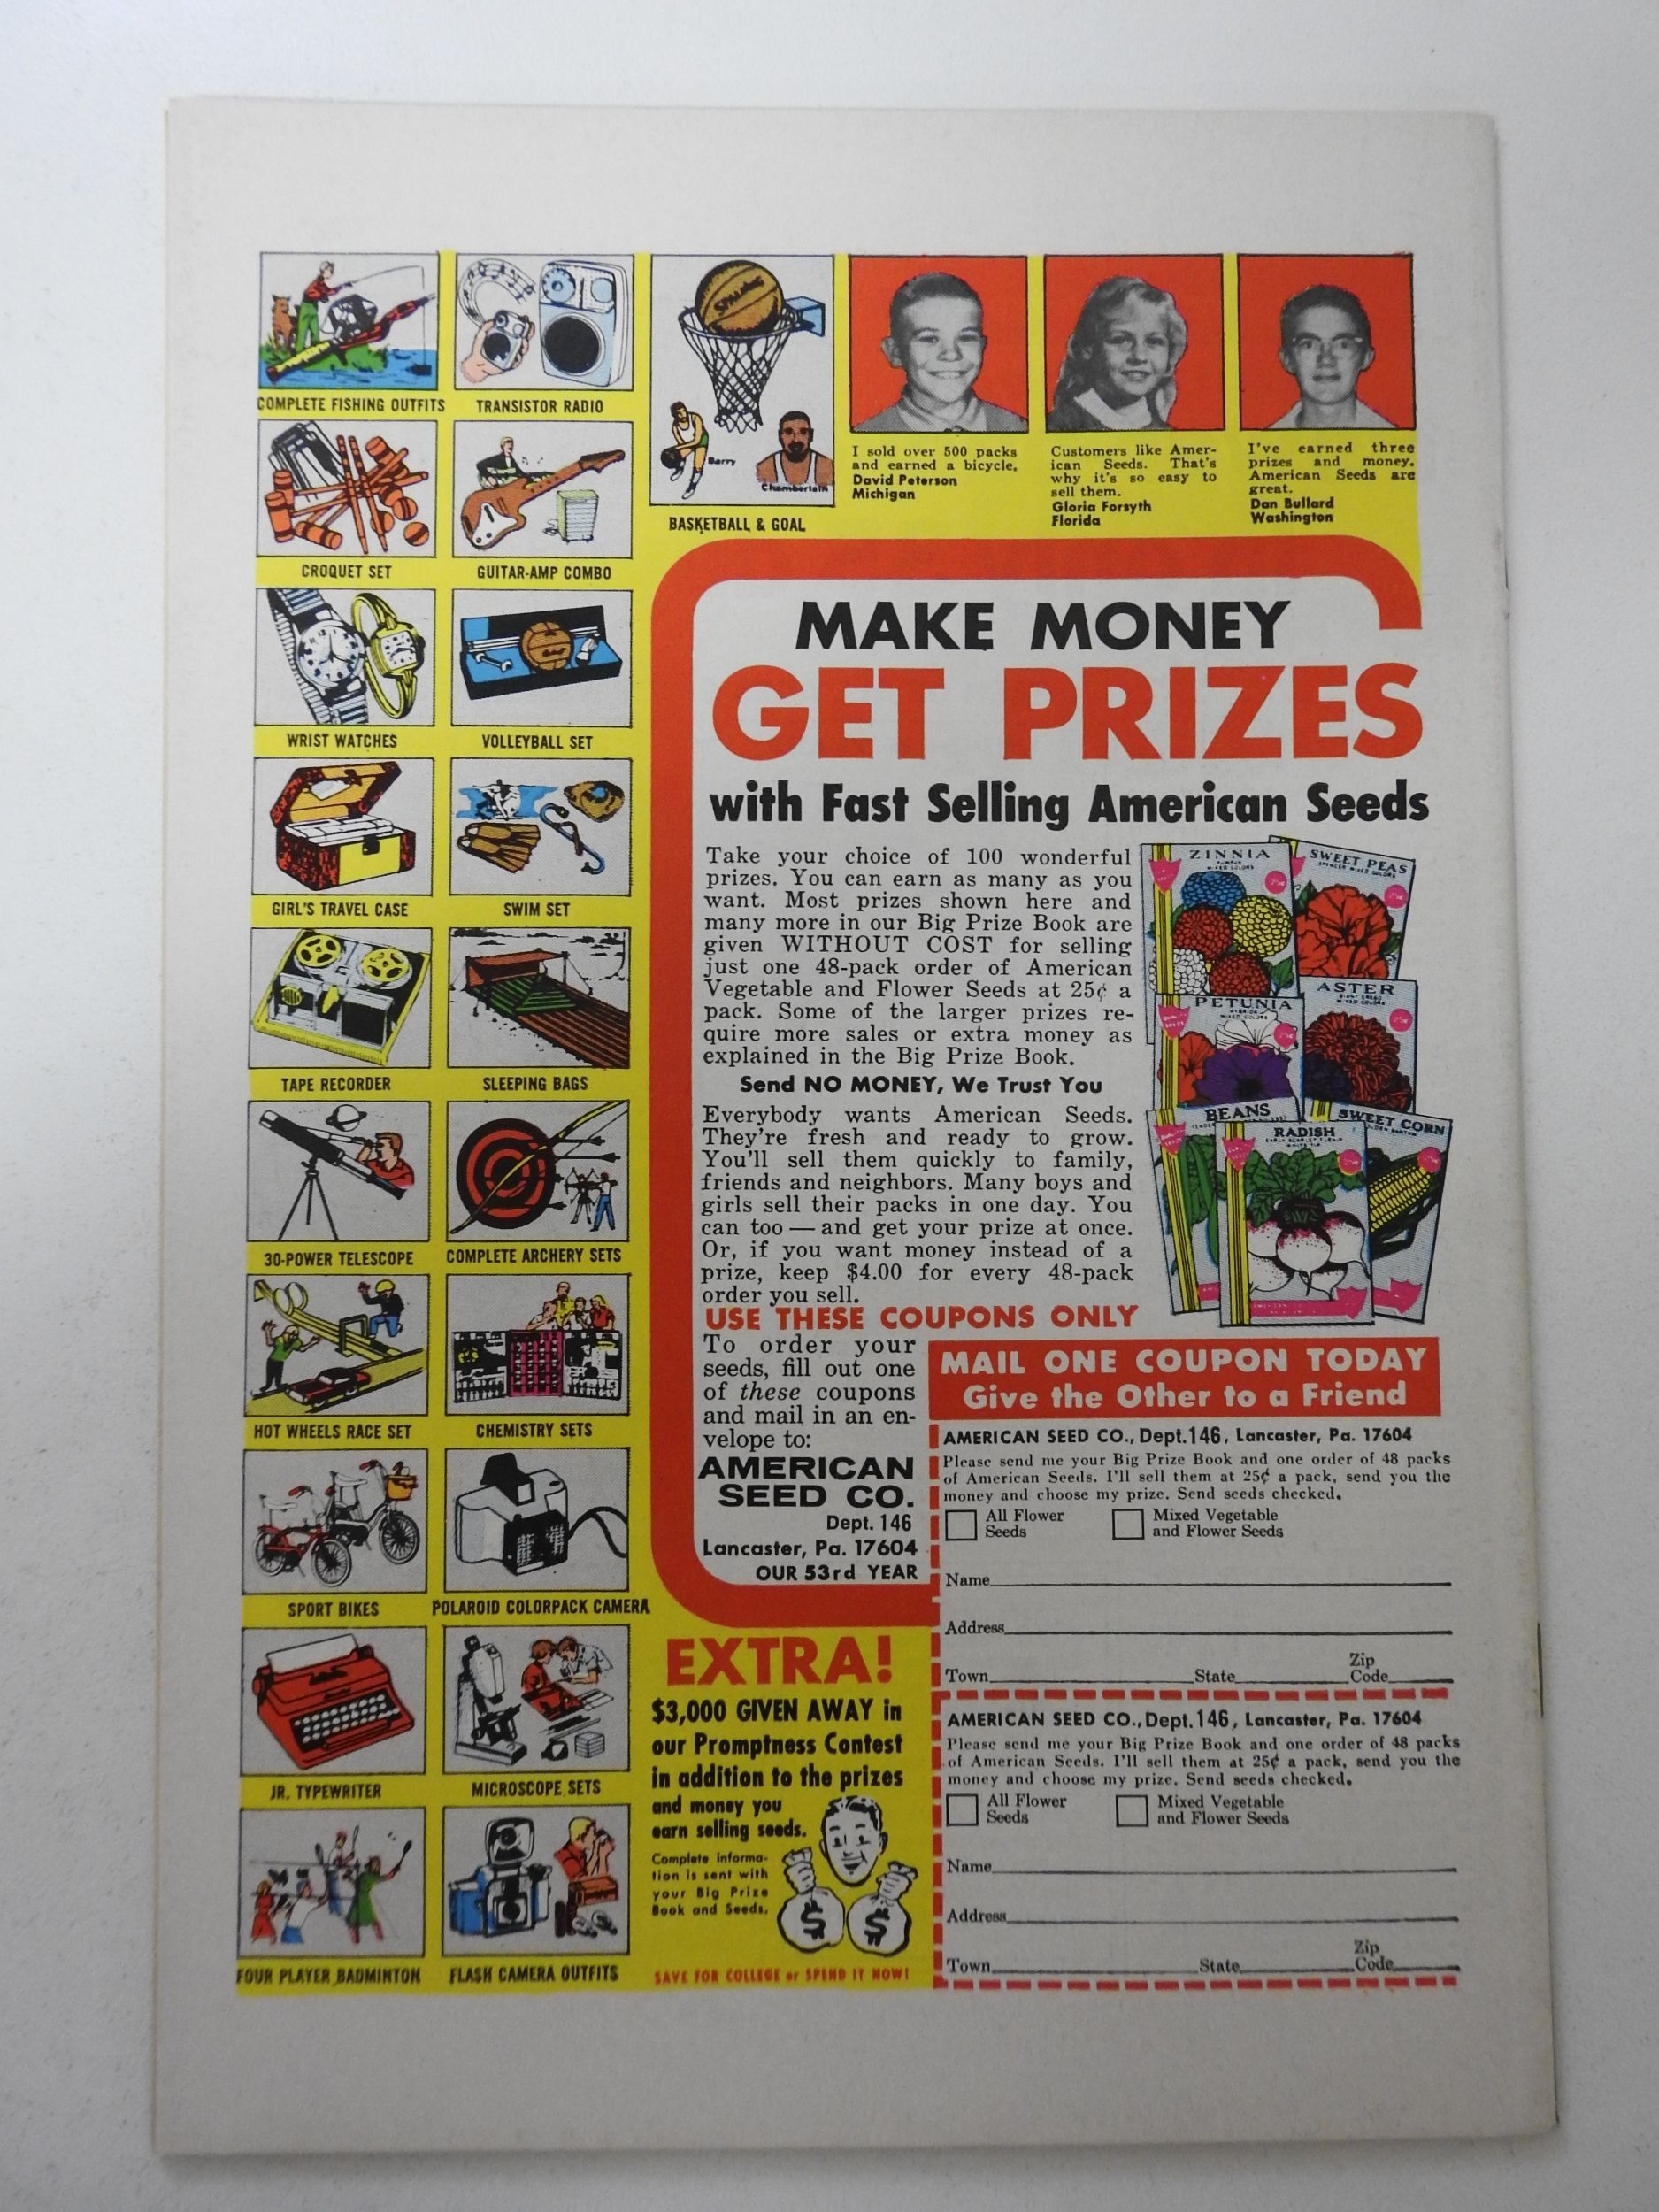 COMPLETE FISHING OUTFITS
TRANSISTOR RADIO
CROQUET SET
GUITAR-AMP COMBO
WRIST WATCHES
VOLLEYBALL SET
GIRL'S TRAVEL CASE
SWIM SET
TAPE RECORDER
SLEEPING BAGS
30-POWER TELESCOPE
COMPLETE ARCHERY SETS
HOT WHEELS RACE SET
CHEMISTRY SETS
SPORT BIKES
POLAROID COLORPACK CAMERA
JR. TYPEWRITER
MICROSCOPE SETS
FOUR PLAYER BADMINTON
FLASH CAMERA OUTFITS
SPALDING
Barry
Chamberlain
BASKETBALL & GOAL
I sold over 500 packs
and earned a bicycle.
David Peterson
Michigan
Customers like Amer-
ican Seeds. That's
why it's so easy to
sell them.
Gloria Forsyth
Florida
I've earned three
prizes and money.
American Seeds are
great.
Dan Bullard
Washington
MAKE MONEY
GET PRIZES
with Fast Selling American Seeds
Take your choice of 100 wonderful
prizes. You can earn as many as you
want. Most prizes shown here and
many more in our Big Prize Book are
given WITHOUT COST for selling
just one 48-pack order of American
Vegetable and Flower Seeds at 25¢ a
pack. Some of the larger prizes re-
quire more sales or extra money as
explained in the Big Prize Book.
Send NO MONEY, We Trust You
Everybody wants American Seeds.
They're fresh and ready to grow.
You'll sell them quickly to family,
friends and neighbors. Many boys and
girls sell their packs in one day. You
can too — and get your prize at once.
Or, if you want money instead of a
prize, keep $4.00 for every 48-pack
order you sell.
ZINNIA
MIXED COLORS
SWEET PEAS
SPENCER MIXED COLORS
PETUNIA
MIXED COLORS
ASTER
MIXED COLORS
BEANS
RADISH
SWEET CORN
USE THESE COUPONS ONLY
To order your
seeds, fill out one
of these coupons
and mail in an en-
velope to:
AMERICAN
SEED CO.
Dept. 146
Lancaster, Pa. 17604
OUR 53rd YEAR
MAIL ONE COUPON TODAY
Give the Other to a Friend
AMERICAN SEED CO., Dept. 146, Lancaster, Pa. 17604
Please send me your Big Prize Book and one order of 48 packs
of American Seeds. I'll sell them at 25¢ a pack, send you the
money and choose my prize. Send seeds checked.
All Flower
Seeds
Mixed Vegetable
and Flower Seeds
Name
Address
Town State Zip
Code
AMERICAN SEED CO., Dept. 146, Lancaster, Pa. 17604
Please send me your Big Prize Book and one order of 48 packs
of American Seeds. I'll sell them at 25¢ a pack, send you the
money and choose my prize. Send seeds checked.
All Flower
Seeds
Mixed Vegetable
and Flower Seeds
Name
Address
Town State Zip
Code
EXTRA!
$3,000 GIVEN AWAY in
our Promptness Contest
in addition to the prizes
and money you
earn selling seeds.
Complete informa-
tion is sent with
your Big Prize
Book and Seeds.
$ $
SAVE FOR COLLEGE or SPEND IT NOW!